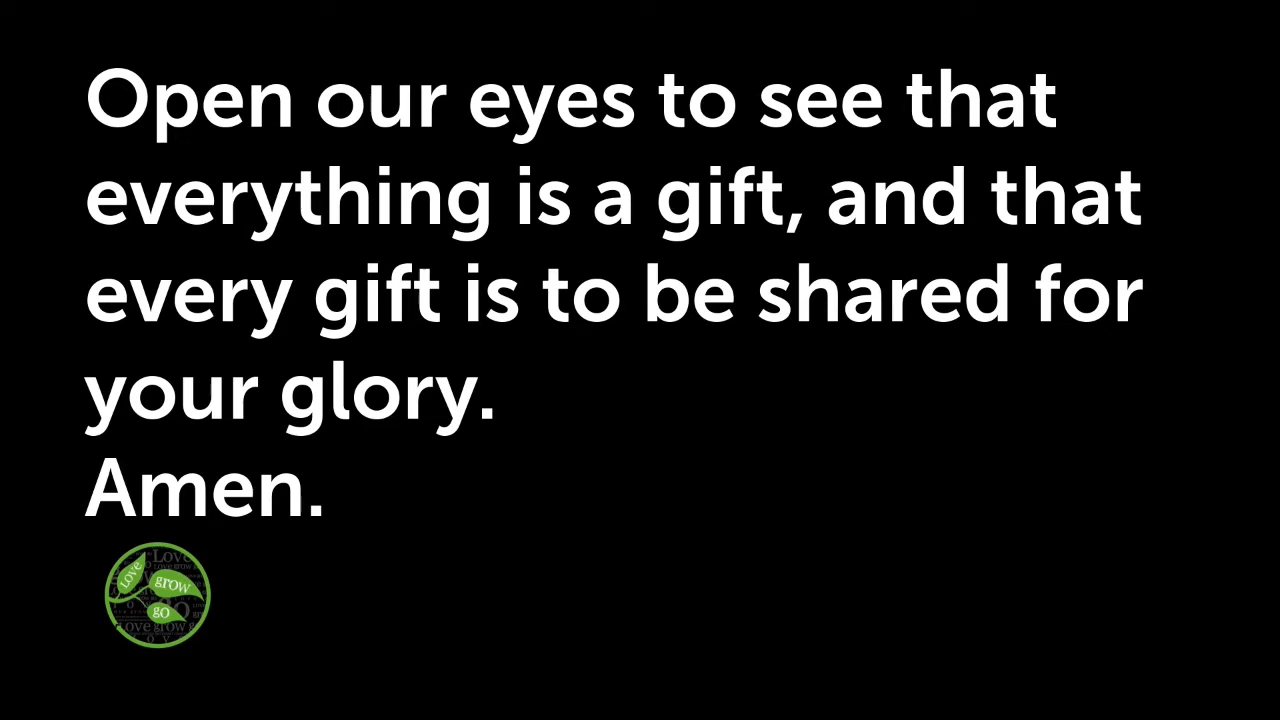 Open our eyes to see that
everything is a gift, and that
every gift is to be shared for
your glory.
Amen.
Love
grow
go